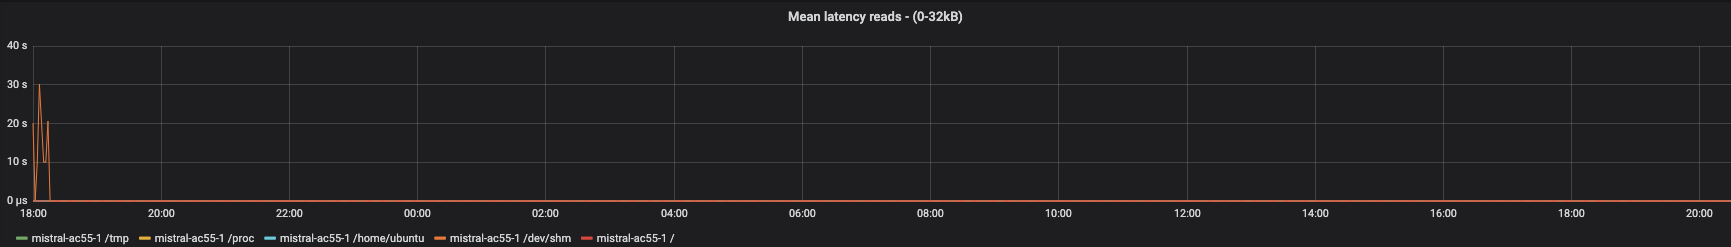 Mean latency reads - (0-32kB)
40 s
30 s
20 s
10 s
0 µs
18:00 20:00 22:00 00:00 02:00 04:00 06:00 08:00 10:00 12:00 14:00 16:00 18:00 20:00
mistral-ac55-1 /tmp mistral-ac55-1 /proc mistral-ac55-1 /home/ubuntu mistral-ac55-1 /dev/shm mistral-ac55-1 /